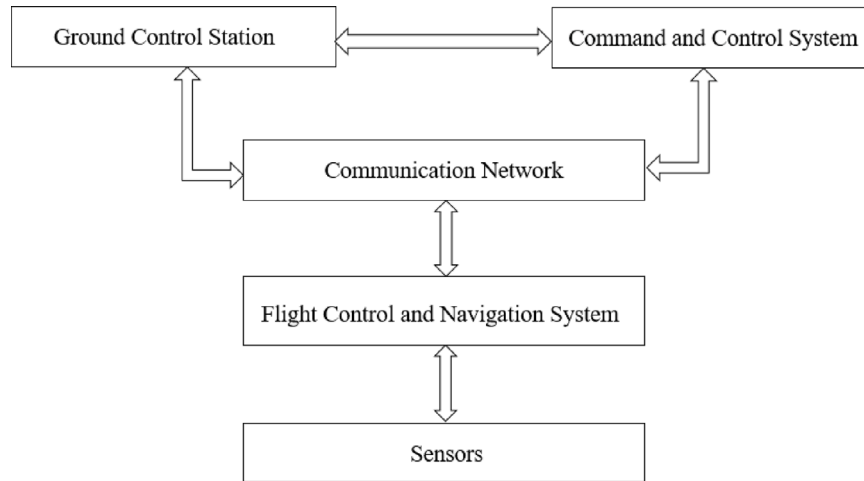 Ground Control Station
Command and Control System
Communication Network
Flight Control and Navigation System
Sensors